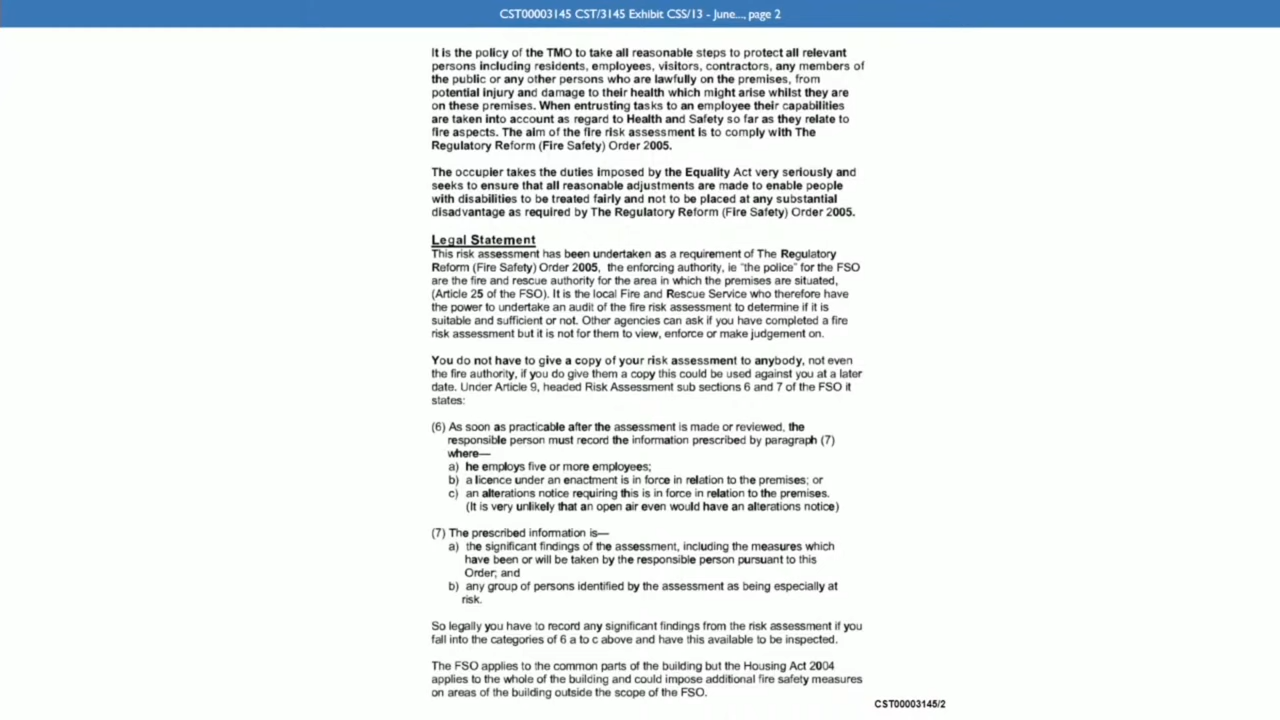 CST00003145 CST/3145 Exhibit CSS/13 - June..., page 2
It is the policy of the TMO to take all reasonable steps to protect all relevant
persons including residents, employees, visitors, contractors, any members of
the public or any other persons who are lawfully on the premises, from
potential injury and damage to their health which might arise whilst they are
on these premises. When entrusting tasks to an employee their capabilities
are taken into account as regard to Health and Safety so far as they relate to
fire aspects. The aim of the fire risk assessment is to comply with The
Regulatory Reform (Fire Safety) Order 2005.
The occupier takes the duties imposed by the Equality Act very seriously and
seeks to ensure that all reasonable adjustments are made to enable people
with disabilities to be treated fairly and not to be placed at any substantial
disadvantage as required by The Regulatory Reform (Fire Safety) Order 2005.
Legal Statement
This risk assessment has been undertaken as a requirement of The Regulatory
Reform (Fire Safety) Order 2005, the enforcing authority, ie "the police" for the FSO
are the fire and rescue authority for the area in which the premises are situated,
(Article 25 of the FSO). It is the local Fire and Rescue Service who therefore have
the power to undertake an audit of the fire risk assessment to determine if it is
suitable and sufficient or not. Other agencies can ask if you have completed a fire
risk assessment but it is not for them to view, enforce or make judgement on.
You do not have to give a copy of your risk assessment to anybody, not even
the fire authority, if you do give them a copy this could be used against you at a later
date. Under Article 9, headed Risk Assessment sub sections 6 and 7 of the FSO it
states:
(6) As soon as practicable after the assessment is made or reviewed, the
responsible person must record the information prescribed by paragraph (7)
where—
a) he employs five or more employees;
b) a licence under an enactment is in force in relation to the premises; or
c) an alterations notice requiring this is in force in relation to the premises.
(It is very unlikely that an open air even would have an alterations notice)
(7) The prescribed information is—
a) the significant findings of the assessment, including the measures which
have been or will be taken by the responsible person pursuant to this
Order; and
b) any group of persons identified by the assessment as being especially at
risk.
So legally you have to record any significant findings from the risk assessment if you
fall into the categories of 6 a to c above and have this available to be inspected.
The FSO applies to the common parts of the building but the Housing Act 2004
applies to the whole of the building and could impose additional fire safety measures
on areas of the building outside the scope of the FSO.
CST00003145/2